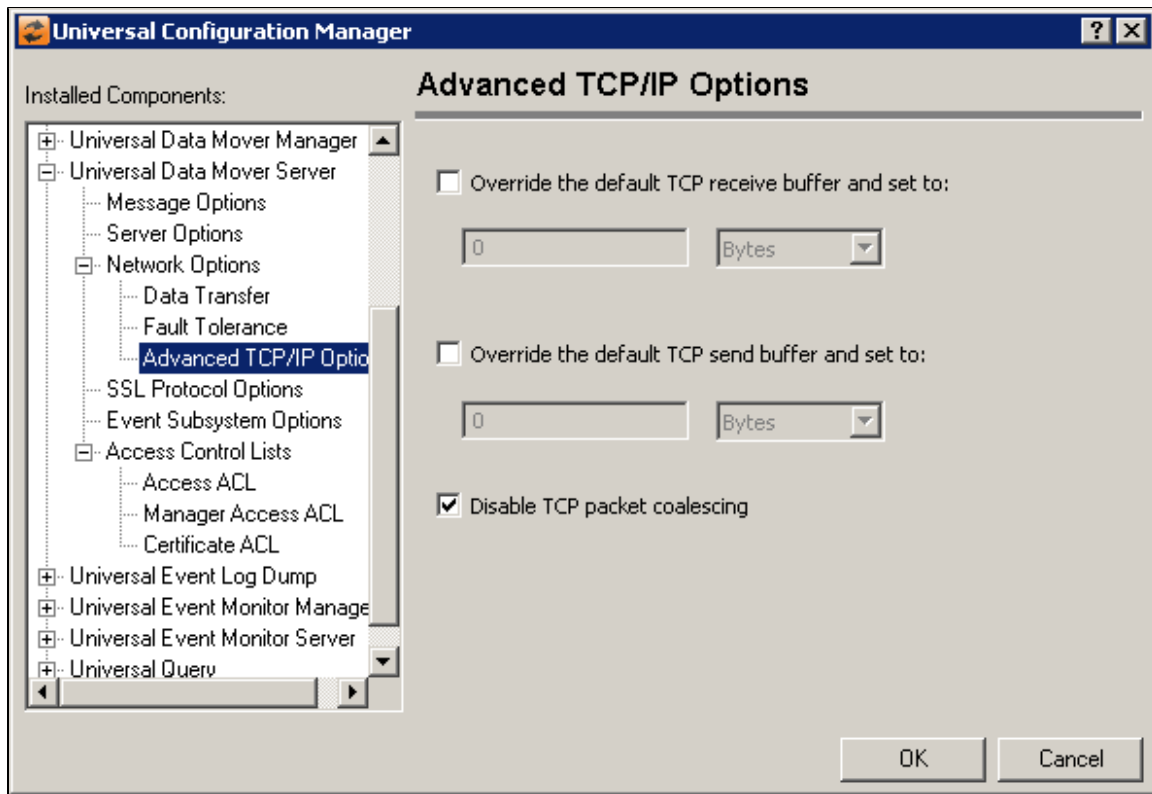 Universal Configuration Manager
Installed Components:
Universal Data Mover Manager
Universal Data Mover Server
Message Options
Server Options
Network Options
Data Transfer
Fault Tolerance
Advanced TCP/IP Optio
SSL Protocol Options
Event Subsystem Options
Access Control Lists
Access ACL
Manager Access ACL
Certificate ACL
Universal Event Log Dump
Universal Event Monitor Manage
Universal Event Monitor Server
Universal Query
Advanced TCP/IP Options
Override the default TCP receive buffer and set to:
0 Bytes
Override the default TCP send buffer and set to:
0 Bytes
Disable TCP packet coalescing
OK Cancel